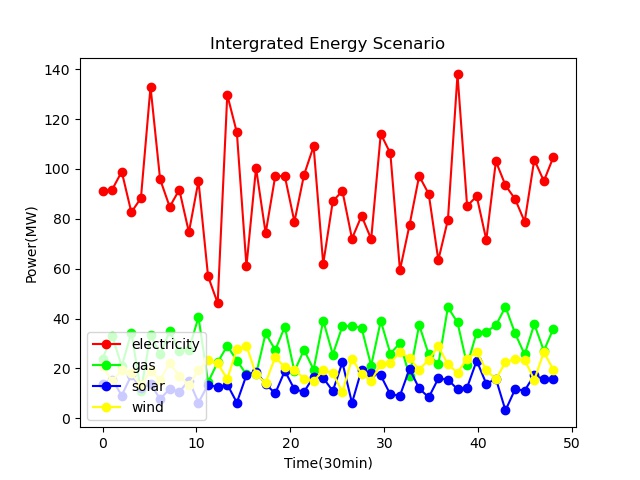 Intergrated Energy Scenario
Power(MW)
140
120
100
80
60
40
20
0
electricity
gas
solar
wind
0 10 20 30 40 50
Time(30min)